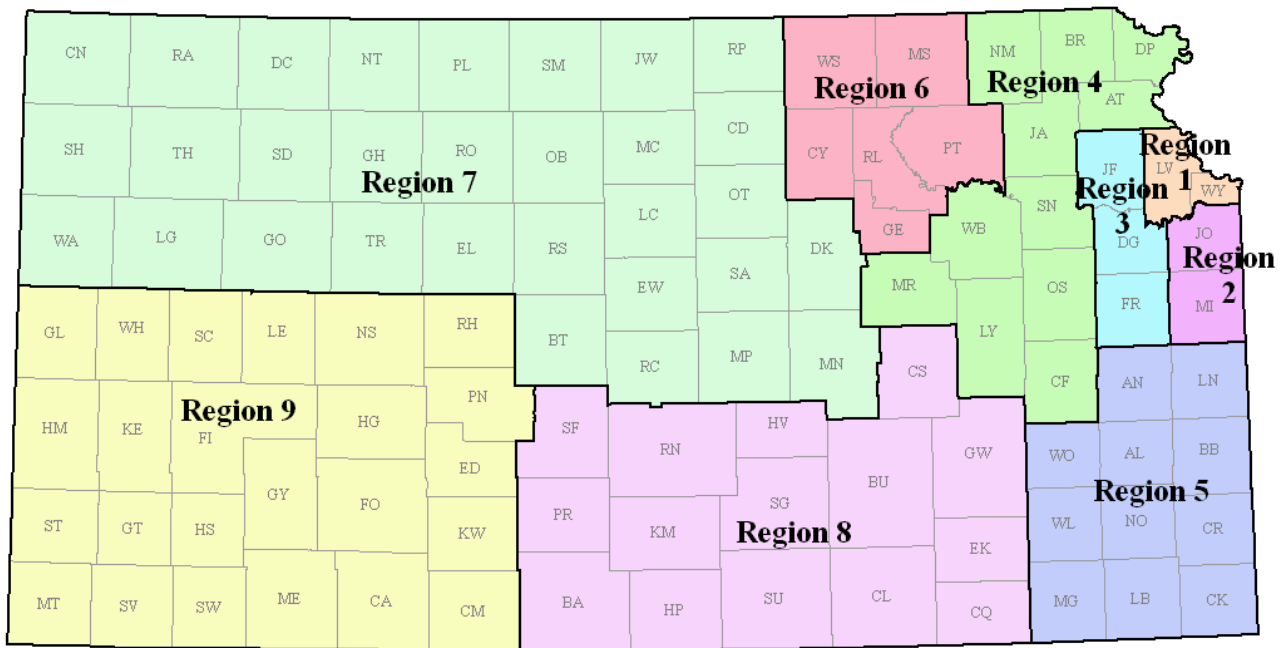 CN RA DC NT PL SM JW RP WS MS NM BR DP
Region 6 Region 4
AT
SH TH SD GH RO OB MC CD CY RL PT JA JF LV
Region 7
Region
1
WY
Region
3
WA LG GO TR EL RS LC OT DK GE WB SN DG JO
Region
2
EW SA MR OS FR MI
GL WH SC LE NS RH BT RC MP MN CS LY CF AN LN
HM KE FI HG PN SF RN HV BU GW WO AL BB
Region 9
GY FO ED
Region 5
ST GT HS KW PR KM SG EK WL NO CR
Region 8
MT SV SW ME CA CM BA HP SU CL CQ MG LB CK